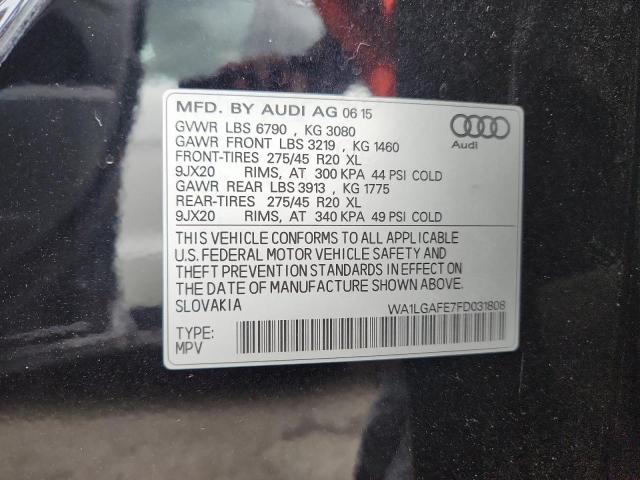 MFD. BY AUDI AG 06 15
GVWR LBS 6790 , KG 3080
GAWR FRONT LBS 3219 , KG 1460
FRONT-TIRES 275/45 R20 XL
9JX20 RIMS, AT 300 KPA 44 PSI COLD
GAWR REAR LBS 3913 , KG 1775
REAR-TIRES 275/45 R20 XL
9JX20 RIMS, AT 340 KPA 49 PSI COLD
Audi
THIS VEHICLE CONFORMS TO ALL APPLICABLE
U.S. FEDERAL MOTOR VEHICLE SAFETY AND
THEFT PREVENTION STANDARDS IN EFFECT ON
THE DATE OF MANUFACTURE SHOWN ABOVE.
SLOVAKIA WA1LGAFE7FD031808
TYPE:
MPV